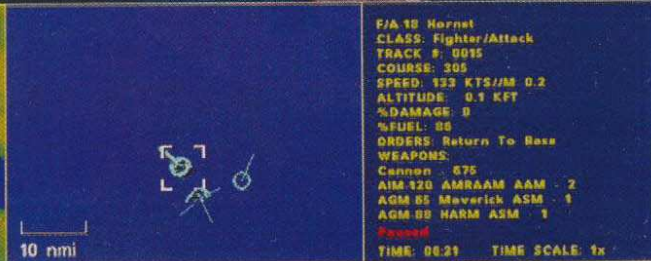 F/A-18 Hornet
CLASS: Fighter/Attack
TRACK #: 0015
COURSE: 305
SPEED: 133 KTS//M 0.2
ALTITUDE: 0.1 KFT
%DAMAGE: 0
%FUEL: 86
ORDERS: Return To Base
WEAPONS:
Cannon - 675
AIM-120 AMRAAM AAM - 2
AGM 65 Maverick ASM - 1
AGM 88 HARM ASM - 1
Paused
TIME: 06:21 TIME SCALE: 1x
10 nmi